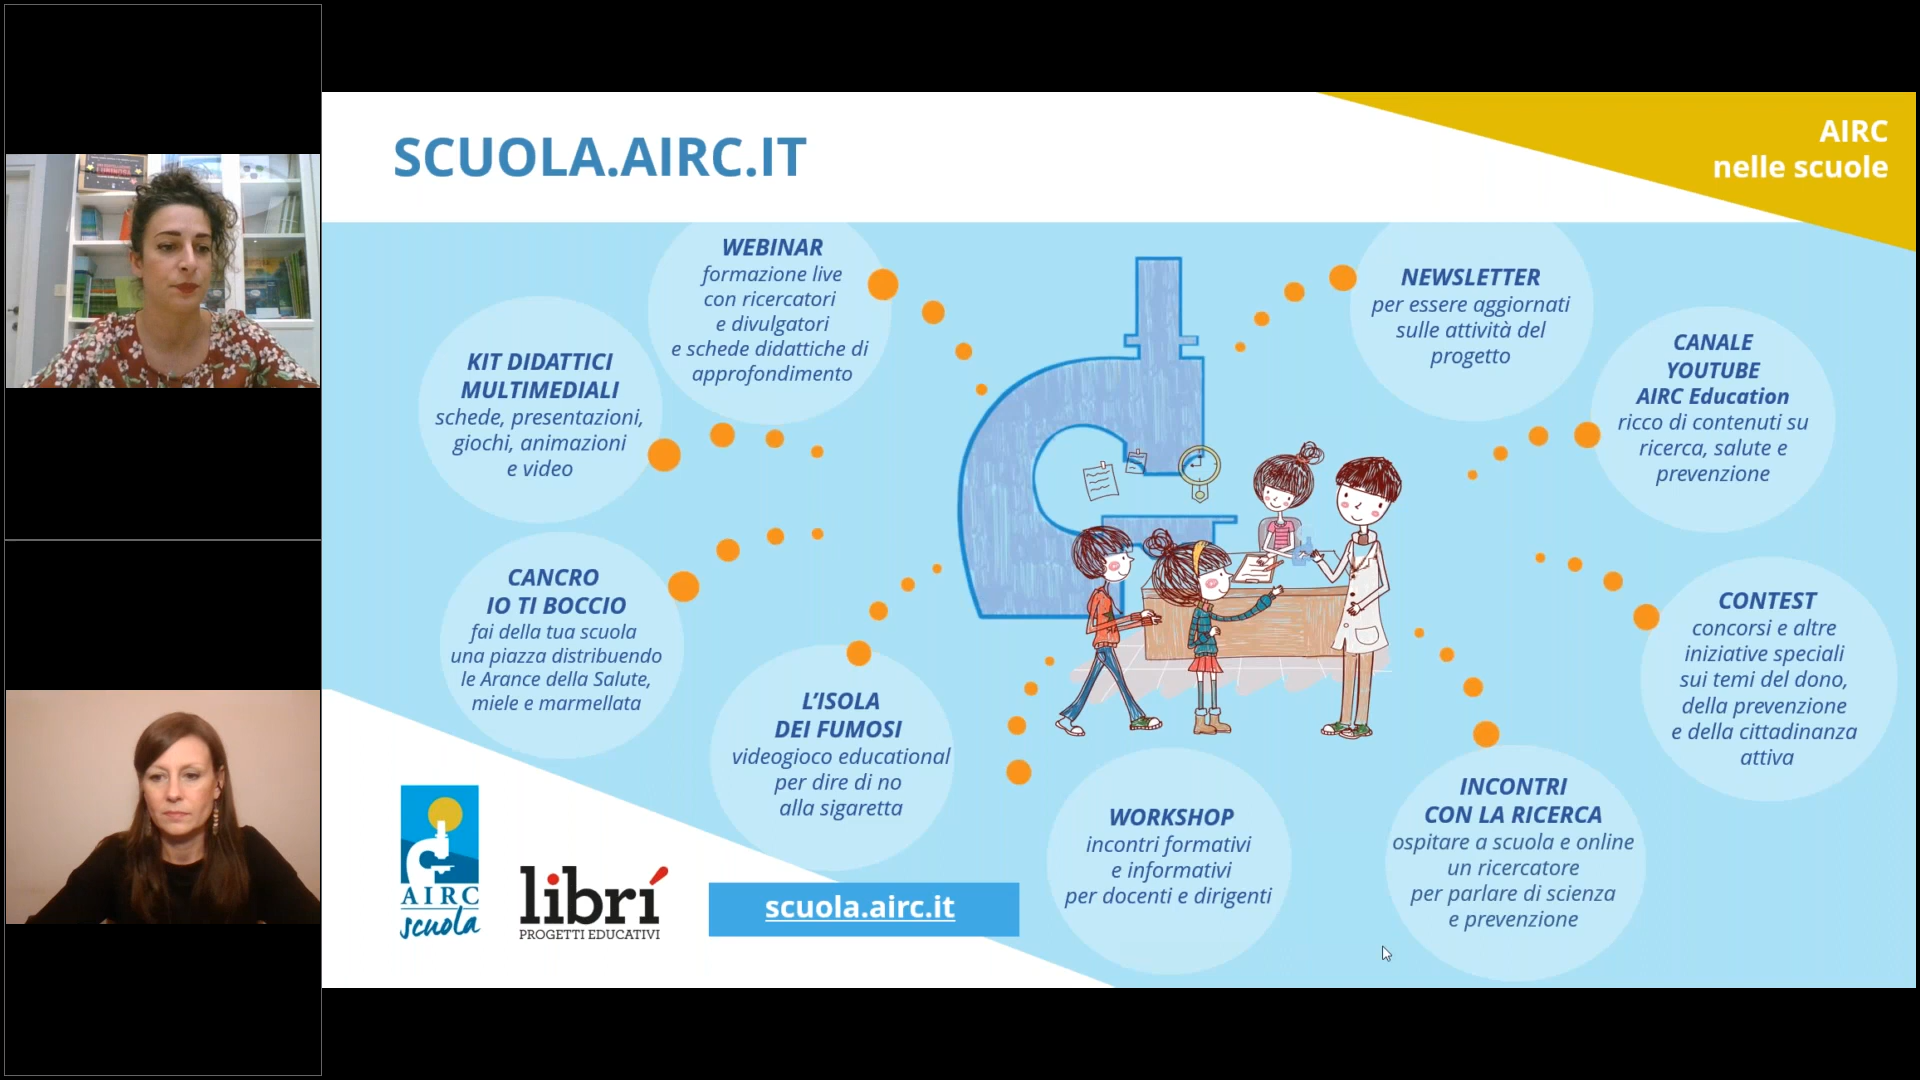 SCUOLA.AIRC.IT
AIRC
nelle scuole
WEBINAR
formazione live
con ricercatori
e divulgatori
e schede didattiche di
approfondimento
NEWSLETTER
per essere aggiornati
sulle attività del
progetto
KIT DIDATTICI
MULTIMEDIALI
schede, presentazioni,
giochi, animazioni
e video
CANALE
YOUTUBE
AIRC Education
ricco di contenuti su
ricerca, salute e
prevenzione
CANCRO
IO TI BOCCIO
fai della tua scuola
una piazza distribuendo
le Arance della Salute,
miele e marmellata
CONTEST
concorsi e altre
iniziative speciali
sui temi del dono,
della prevenzione
e della cittadinanza
attiva
L'ISOLA
DEI FUMOSI
videogioco educational
per dire di no
alla sigaretta
WORKSHOP
incontri formativi
e informativi
per docenti e dirigenti
INCONTRI
CON LA RICERCA
ospitare a scuola e online
un ricercatore
per parlare di scienza
e prevenzione
AIRC
scuola
librí
PROGETTI EDUCATIVI
scuola.airc.it